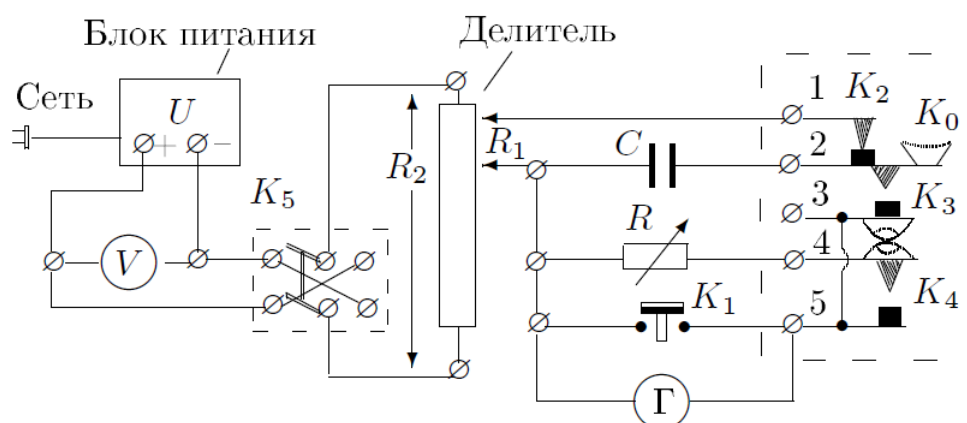 Блок питания
Делитель
Сеть
U
+ −
1
K₂
K₀
R₁
C
2
R₂
K₅
3
K₃
R
4
V
K₁
5
K₄
Г